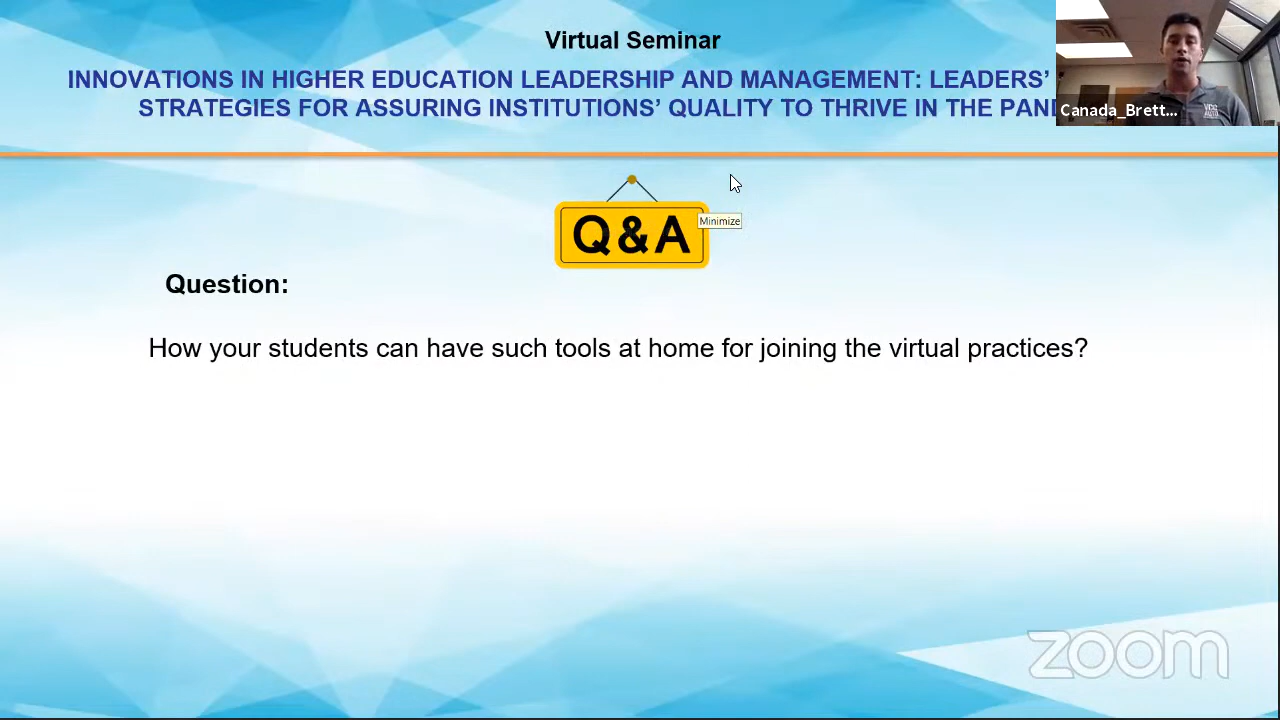 Virtual Seminar
INNOVATIONS IN HIGHER EDUCATION LEADERSHIP AND MANAGEMENT: LEADERS'
STRATEGIES FOR ASSURING INSTITUTIONS' QUALITY TO THRIVE IN THE PAN
Canada_Brett...
VCC
AUTO
Q&A
Minimize
Question:
How your students can have such tools at home for joining the virtual practices?
zoom